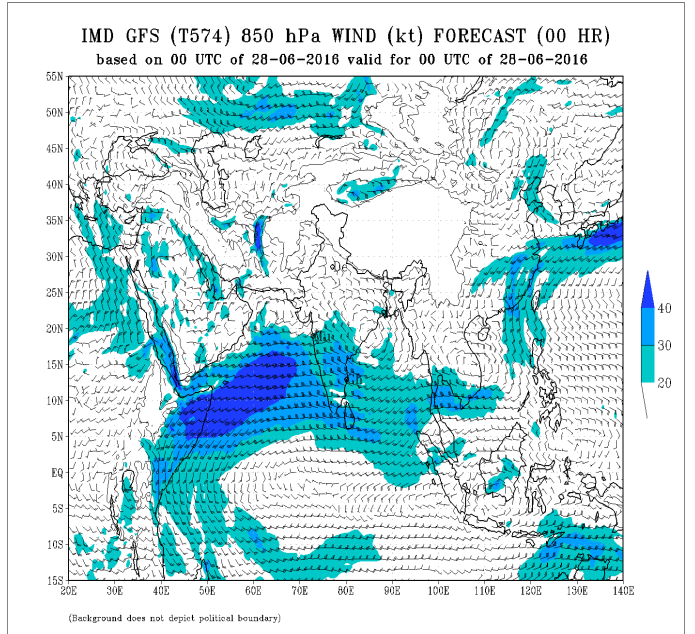 IMD GFS (T574) 850 hPa WIND (kt) FORECAST (00 HR)
based on 00 UTC of 28-06-2016 valid for 00 UTC of 28-06-2016
55N
50N
45N
40N
35N
30N
25N
20N
15N
10N
5N
EQ
5S
10S
15S
20E 30E 40E 50E 60E 70E 80E 90E 100E 110E 120E 130E 140E
40
30
20
(Background does not depict political boundary)